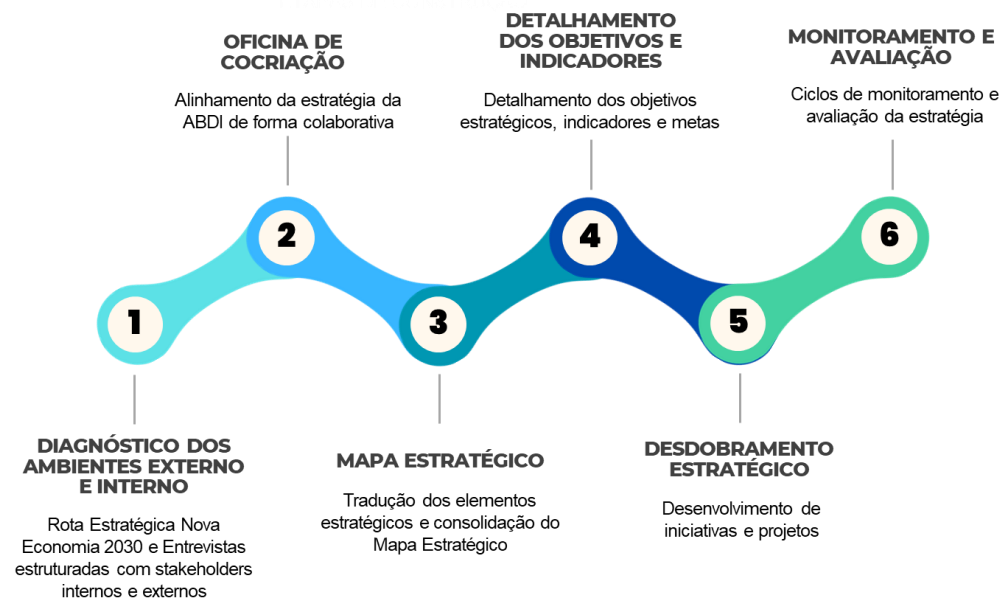 1
DIAGNÓSTICO DOS
AMBIENTES EXTERNO
E INTERNO
Rota Estratégica Nova
Economia 2030 e Entrevistas
estruturadas com stakeholders
internos e externos
OFICINA DE
COCRIAÇÃO
Alinhamento da estratégia da
ABDI de forma colaborativa
2
3
MAPA ESTRATÉGICO
Tradução dos elementos
estratégicos e consolidação do
Mapa Estratégico
DETALHAMENTO
DOS OBJETIVOS E
INDICADORES
Detalhamento dos objetivos
estratégicos, indicadores e metas
4
5
DESDOBRAMENTO
ESTRATÉGICO
Desenvolvimento de
iniciativas e projetos
MONITORAMENTO E
AVALIAÇÃO
Ciclos de monitoramento e
avaliação da estratégia
6